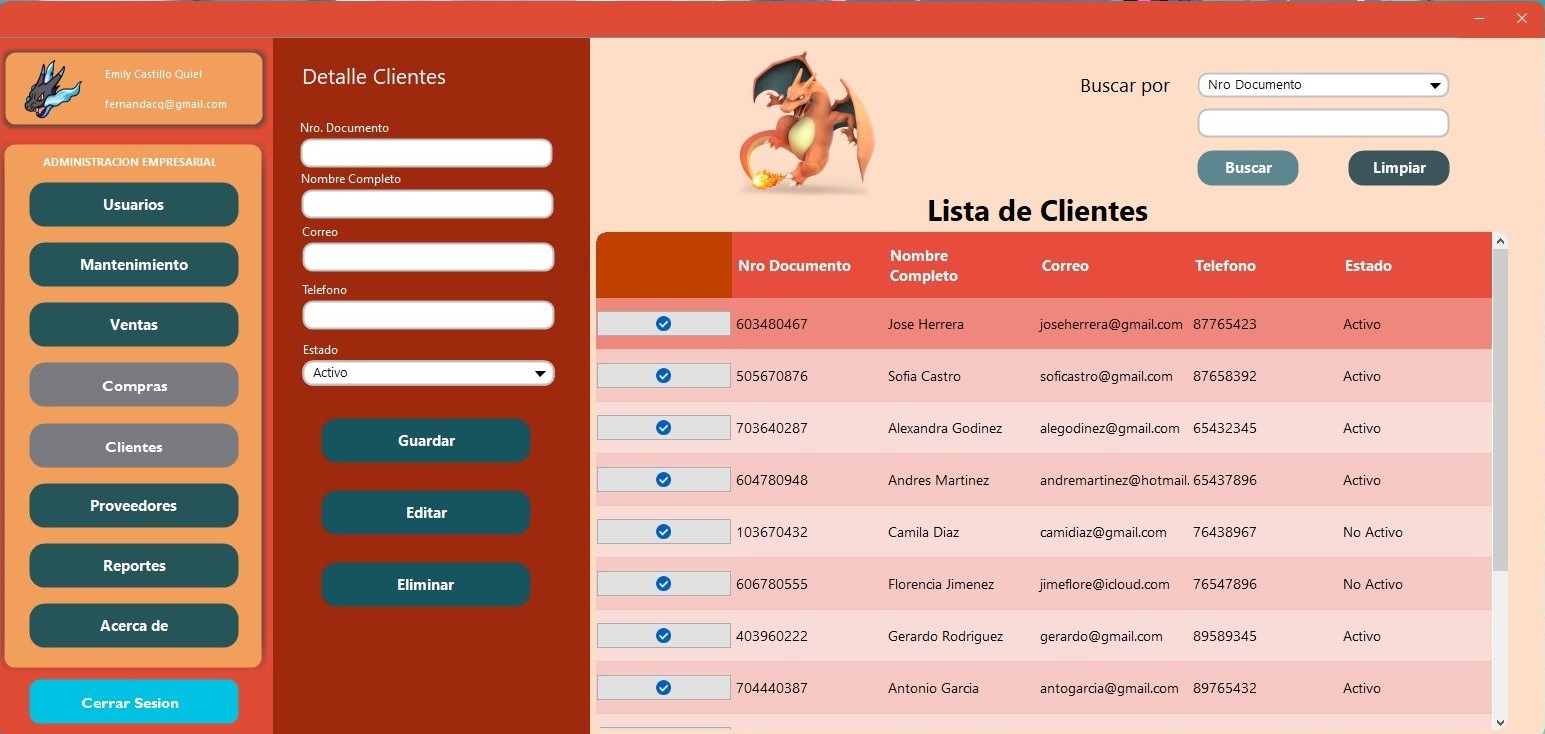 Emily Castillo Quiel
fernandacq@gmail.com
ADMINISTRACION EMPRESARIAL
Usuarios
Mantenimiento
Ventas
Compras
Clientes
Proveedores
Reportes
Acerca de
Cerrar Sesion
Detalle Clientes
Nro. Documento
Nombre Completo
Correo
Telefono
Estado
Activo
Guardar
Editar
Eliminar
Buscar por
Nro Documento
Buscar
Limpiar
Lista de Clientes
Nro Documento Nombre Completo Correo Telefono Estado
603480467 Jose Herrera joseherrera@gmail.com 87765423 Activo
505670876 Sofia Castro soficastro@gmail.com 87658392 Activo
703640287 Alexandra Godinez alegodinez@gmail.com 65432345 Activo
604780948 Andres Martinez andremartinez@hotmail. 65437896 Activo
103670432 Camila Diaz camidiaz@gmail.com 76438967 No Activo
606780555 Florencia Jimenez jimeflore@icloud.com 76547896 No Activo
403960222 Gerardo Rodriguez gerardo@gmail.com 89589345 Activo
704440387 Antonio Garcia antogarcia@gmail.com 89765432 Activo